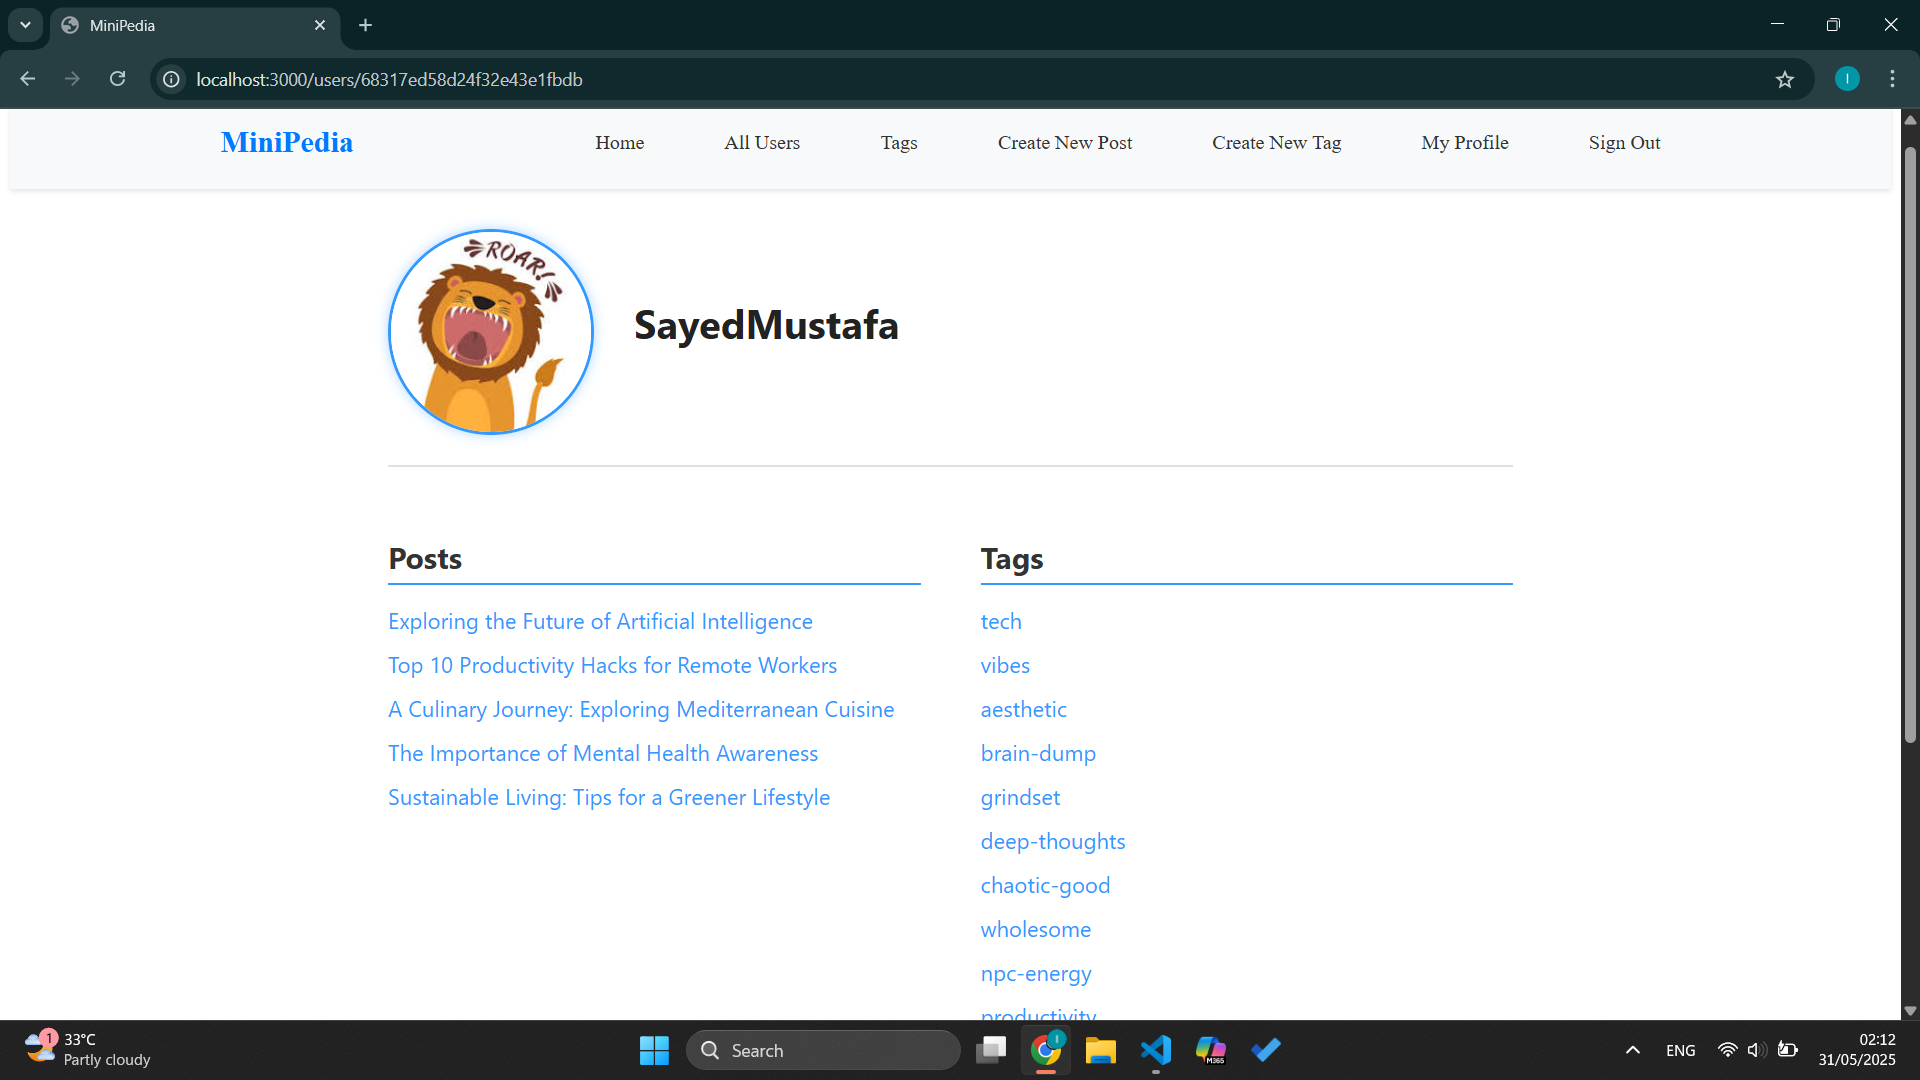 MiniPedia
localhost:3000/users/68317ed58d24f32e43e1fbdb
I
MiniPedia
Home
All Users
Tags
Create New Post
Create New Tag
My Profile
Sign Out
ROAR!
SayedMustafa
Posts
Exploring the Future of Artificial Intelligence
Top 10 Productivity Hacks for Remote Workers
A Culinary Journey: Exploring Mediterranean Cuisine
The Importance of Mental Health Awareness
Sustainable Living: Tips for a Greener Lifestyle
Tags
tech
vibes
aesthetic
brain-dump
grindset
deep-thoughts
chaotic-good
wholesome
npc-energy
productivity
1
33°C
Partly cloudy
Search
I
M365
ENG
02:12
31/05/2025